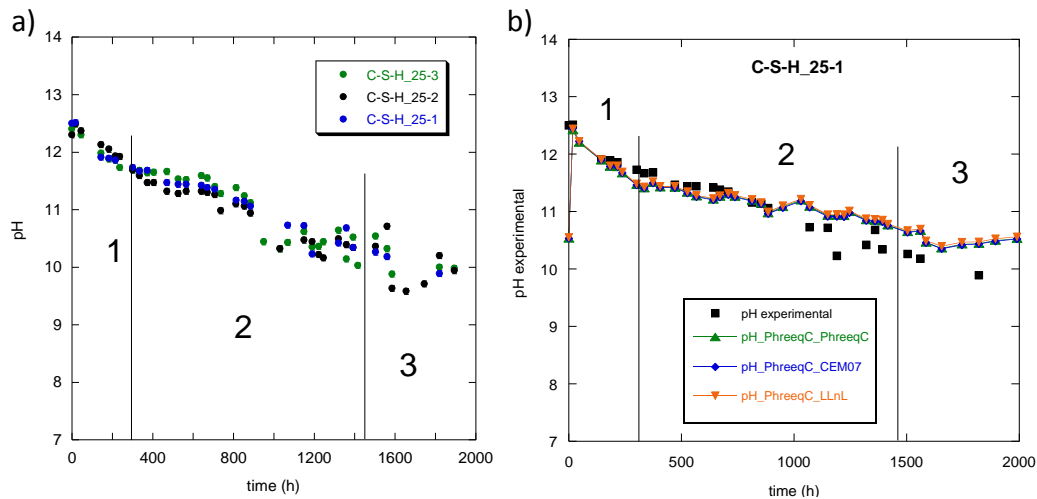 a)
14
13
12
11
10
9
8
7
pH
0
400
800
1200
1600
2000
time (h)
C-S-H_25-3
C-S-H_25-2
C-S-H_25-1
1
2
3
b)
14
13
12
11
10
9
8
7
pH experimental
0
500
1000
1500
2000
time (h)
C-S-H_25-1
1
2
3
pH experimental
pH_PhreeqC_PhreeqC
pH_PhreeqC_CEM07
pH_PhreeqC_LLnL